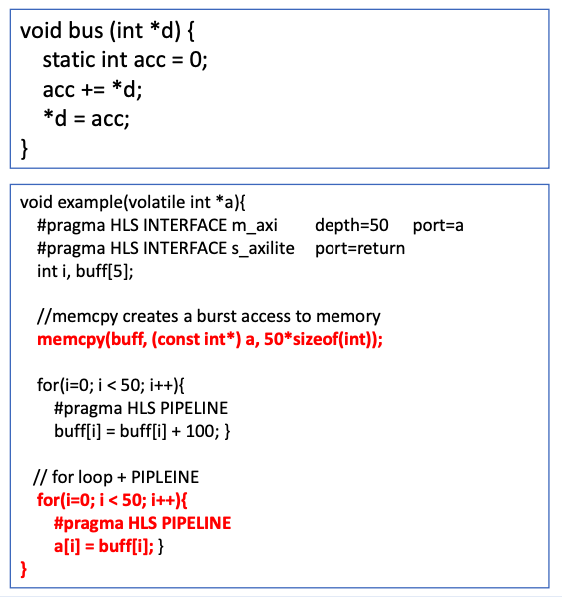 void bus (int *d) {
static int acc = 0;
acc += *d;
*d = acc;
}
void example(volatile int *a){
#pragma HLS INTERFACE m_axi depth=50 port=a
#pragma HLS INTERFACE s_axilite port=return
int i, buff[5];
//memcpy creates a burst access to memory
memcpy(buff, (const int*) a, 50*sizeof(int));
for(i=0; i < 50; i++){
#pragma HLS PIPELINE
buff[i] = buff[i] + 100; }
// for loop + PIPLEINE
for(i=0; i < 50; i++){
#pragma HLS PIPELINE
a[i] = buff[i]; }
}